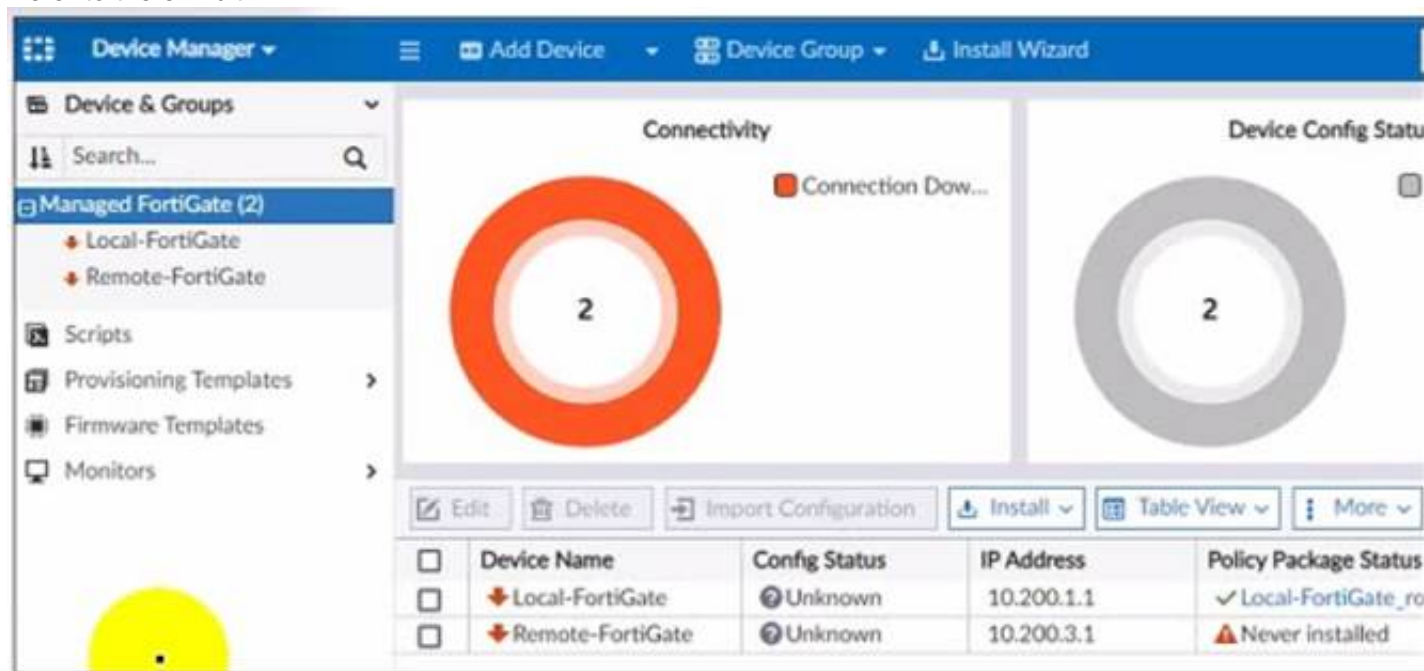 Device Manager
Add Device
Device Group
Install Wizard
Device & Groups
Search...
Managed FortiGate (2)
Local-FortiGate
Remote-FortiGate
Scripts
Provisioning Templates
Firmware Templates
Monitors
Connectivity
Connection Dow...
2
Device Config Statu
2
Edit Delete Import Configuration Install Table View More
Device Name Config Status IP Address Policy Package Status
Local-FortiGate Unknown 10.200.1.1 Local-FortiGate_ro
Remote-FortiGate Unknown 10.200.3.1 Never installed